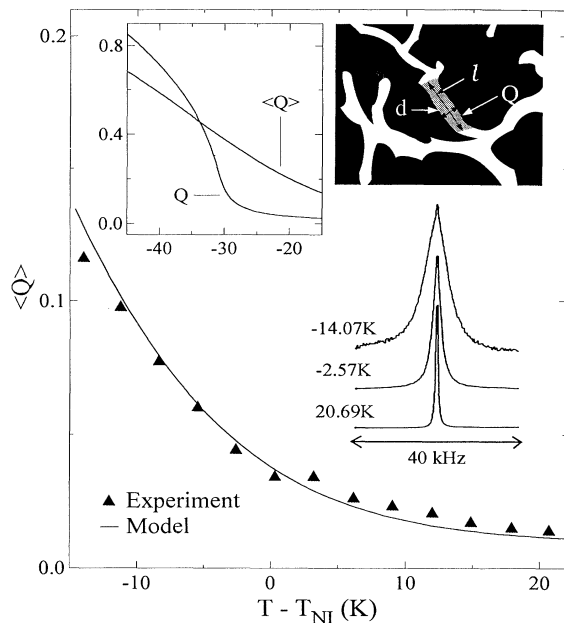 0.2
0.8
0.4
0.0
<Q>
Q
-40
-30
-20
l
d
Q
<Q>
0.1
-14.07K
-2.57K
20.69K
40 kHz
▲ Experiment
— Model
0.0
-10
0
10
20
T - T_NI (K)